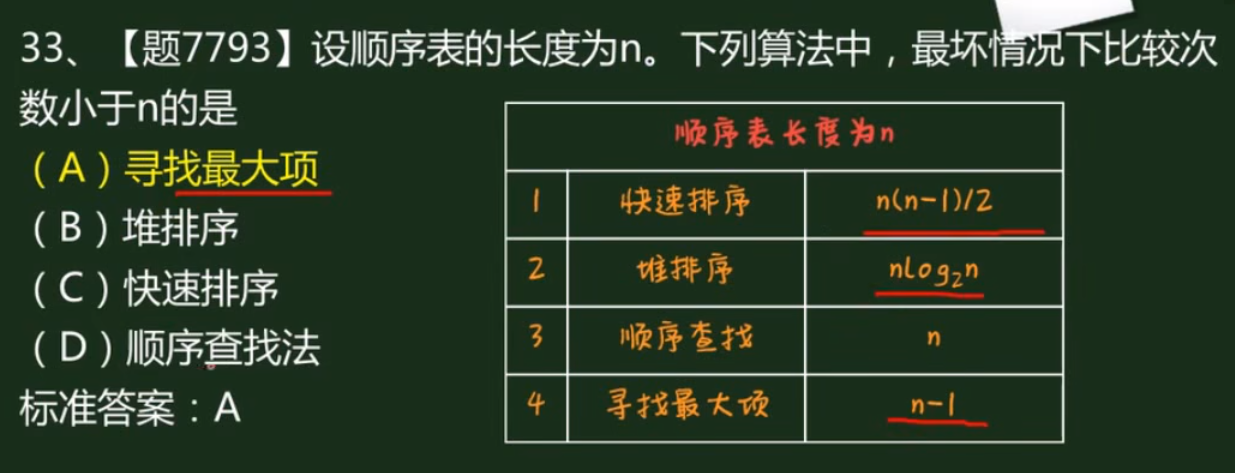 33、【题7793】设顺序表的长度为n。下列算法中，最坏情况下比较次
数小于n的是
（A）寻找最大项
（B）堆排序
（C）快速排序
（D）顺序查找法
标准答案：A
顺序表长度为n
1 快速排序 n(n-1)/2
2 堆排序 nlog₂n
3 顺序查找 n
4 寻找最大项 n-1